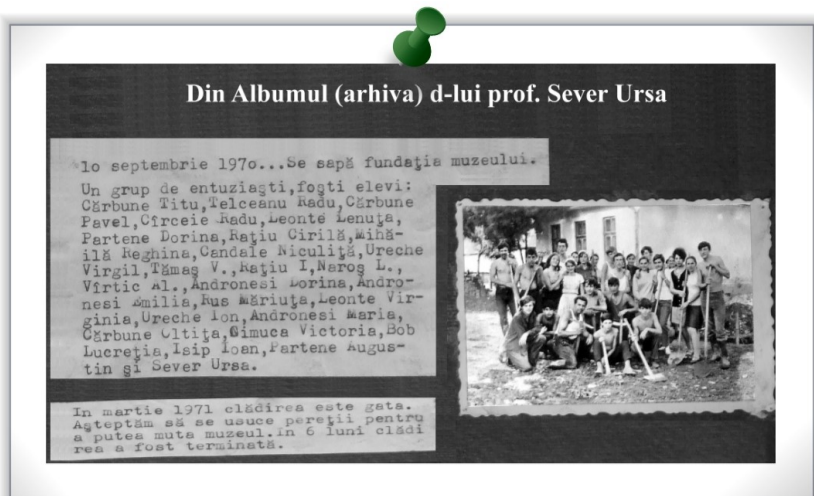 Din Albumul (arhiva) d-lui prof. Sever Ursa
1o septembrie 197o...Se sapă fundaţia muzeului.
Un grup de entuziaşti,foşti elevi:
Cărbune Titu,Telceanu Radu,Cărbune
Pavel,Cîrceie Radu,Leonte Lenuţa,
Partene Dorina,Raţiu Cirilă,Mihă-
ilă Reghina,Candale Niculiţă,Ureche
Virgil,Tămaş V.,Raţiu I,Naroş L.,
Vîrtic Al.,Andronesi Dorina,Andro-
nesi Emilia,Rus Măriuţa,Leonte Vir-
ginia,Ureche Ion,Andronesi Maria,
Cărbune Oltiţa,Gimuca Victoria,Bob
Lucreţia,Isip Ioan,Partene Augus-
tin şi Sever Ursa.
In martie 1971 clădirea este gata.
Aşteptăm să se usuce pereţii pentru
a putea muta muzeul.In 6 luni clădi
rea a fost terminată.